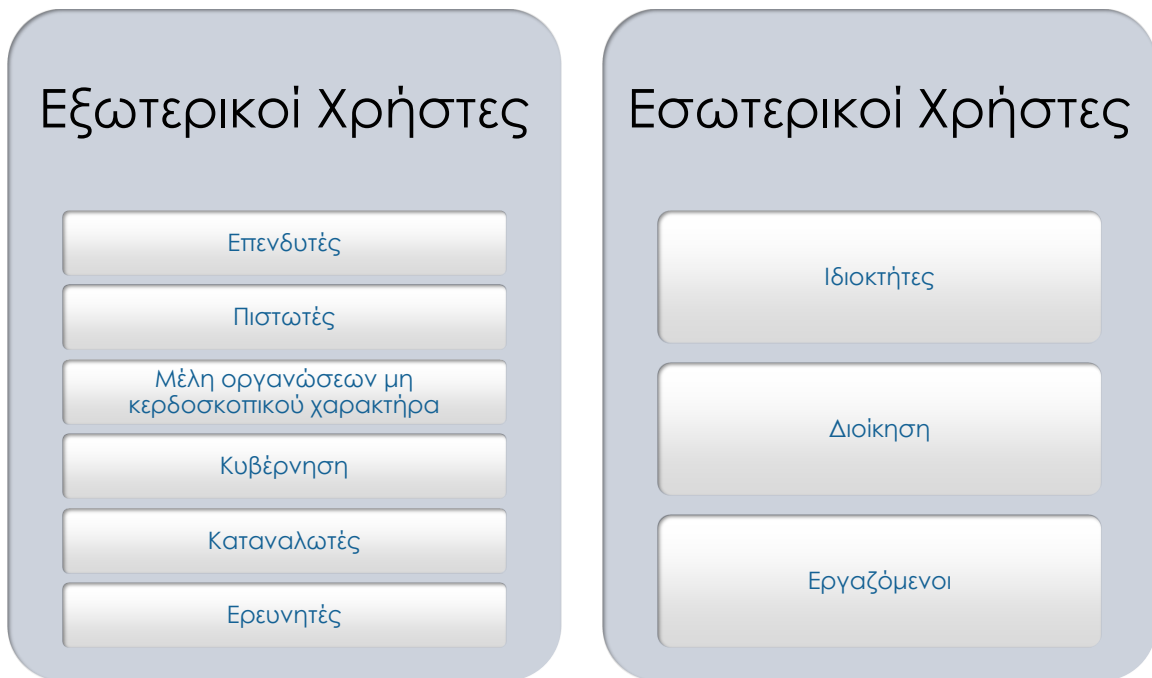 Εξωτερικοί Χρήστες
Επενδυτές
Πιστωτές
Μέλη οργανώσεων μη
κερδοσκοπικού χαρακτήρα
Κυβέρνηση
Καταναλωτές
Ερευνητές
Εσωτερικοί Χρήστες
Ιδιοκτήτες
Διοίκηση
Εργαζόμενοι